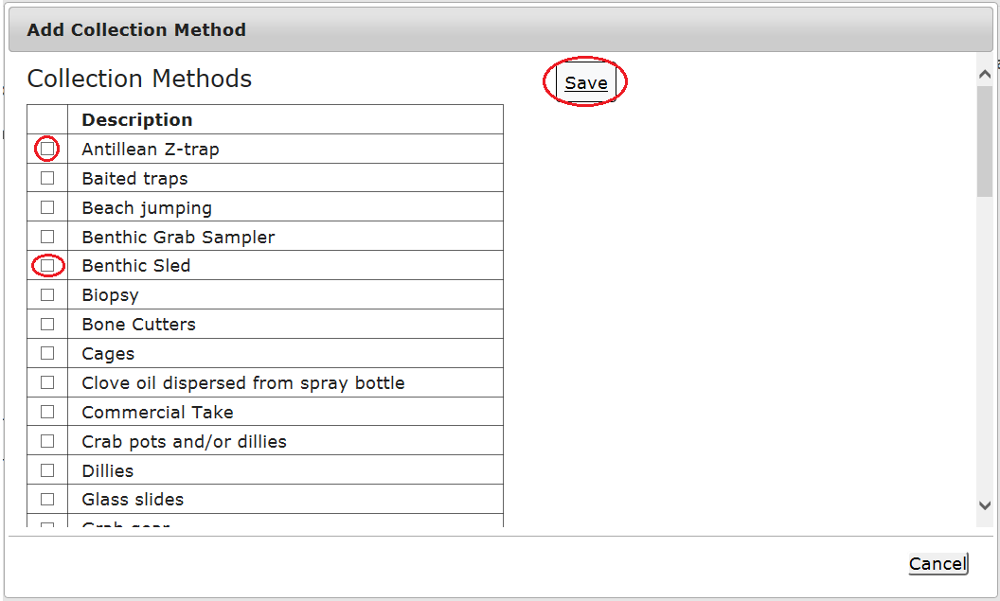 Add Collection Method
Collection Methods
Save
Description
Antillean Z-trap
Baited traps
Beach jumping
Benthic Grab Sampler
Benthic Sled
Biopsy
Bone Cutters
Cages
Clove oil dispersed from spray bottle
Commercial Take
Crab pots and/or dillies
Dillies
Glass slides
Grab gear
Cancel